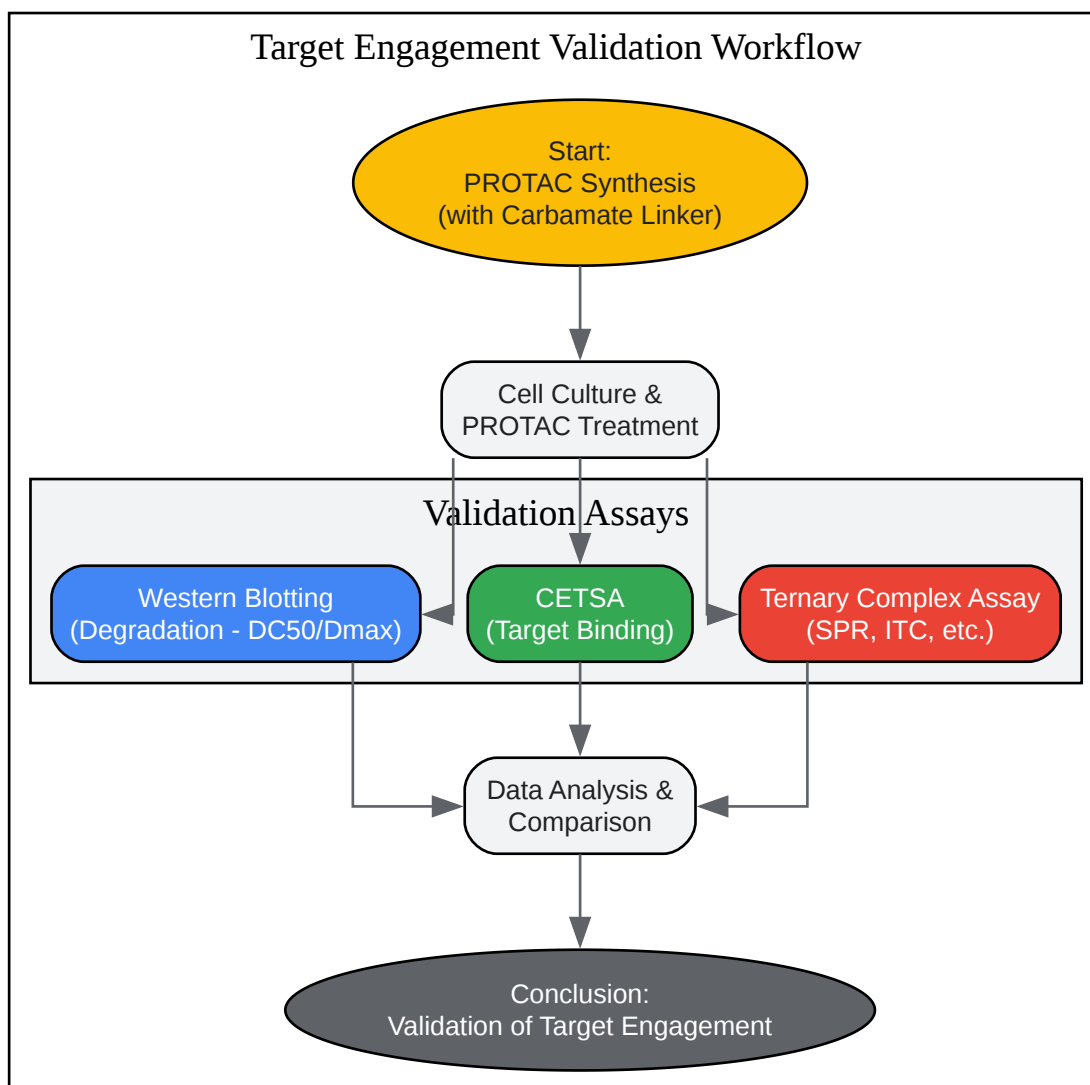 Target Engagement Validation Workflow
Start:
PROTAC Synthesis
(with Carbamate Linker)
Cell Culture &
PROTAC Treatment
Validation Assays
Western Blotting
(Degradation - DC50/Dmax)
CETSA
(Target Binding)
Ternary Complex Assay
(SPR, ITC, etc.)
Data Analysis &
Comparison
Conclusion:
Validation of Target Engagement